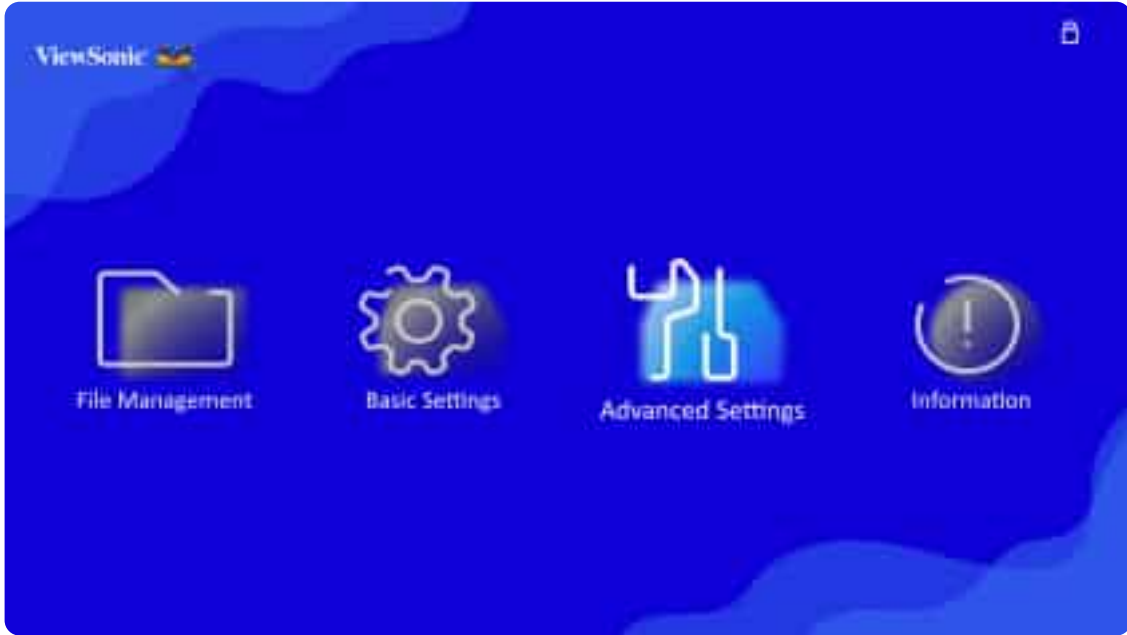 ViewSonic
File Management
Basic Settings
Advanced Settings
Information